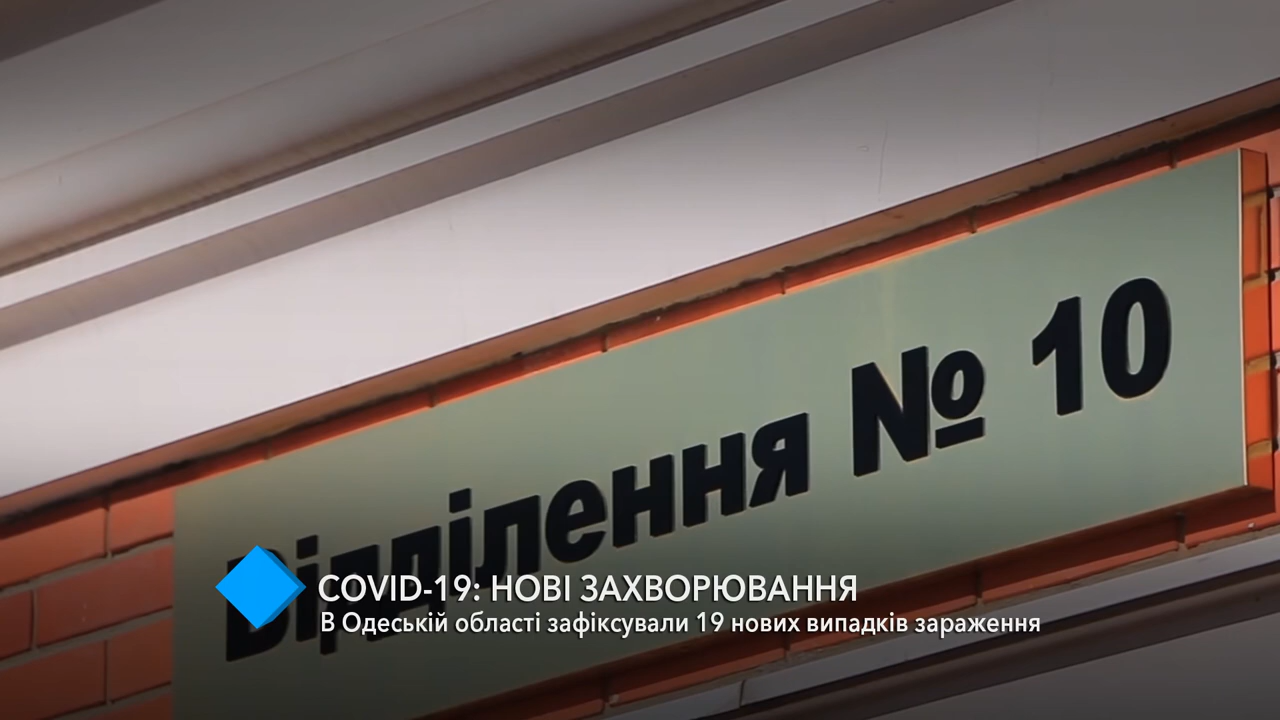 Відділення № 10
COVID-19: НОВІ ЗАХВОРЮВАННЯ
В Одеській області зафіксували 19 нових випадків зараження